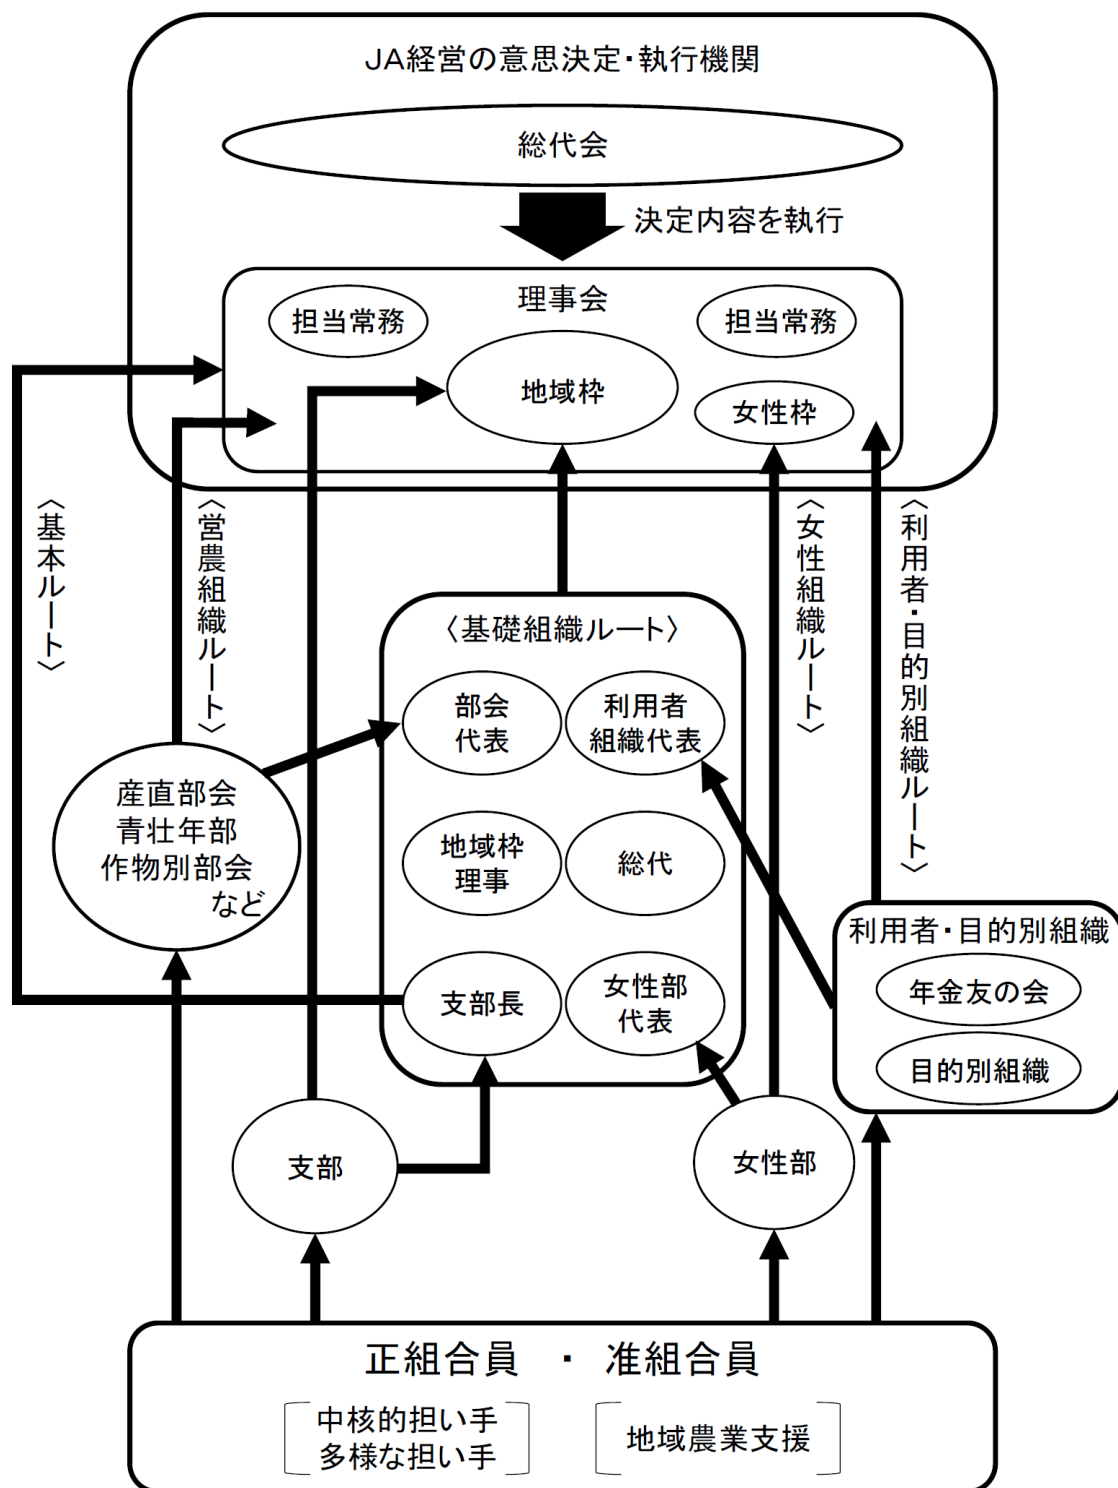 JA経営の意思決定・執行機関
総代会
決定内容を執行
理事会
担当常務
担当常務
地域枠
女性枠
〈基本ルート〉
〈営農組織ルート〉
〈女性組織ルート〉
〈利用者・目的別組織ルート〉
〈基礎組織ルート〉
部会
代表
利用者
組織代表
産直部会
青壮年部
作物別部会
など
地域枠
理事
総代
利用者・目的別組織
年金友の会
目的別組織
支部長
女性部
代表
支部
女性部
正組合員 ・ 准組合員
中核的担い手
多様な担い手
地域農業支援